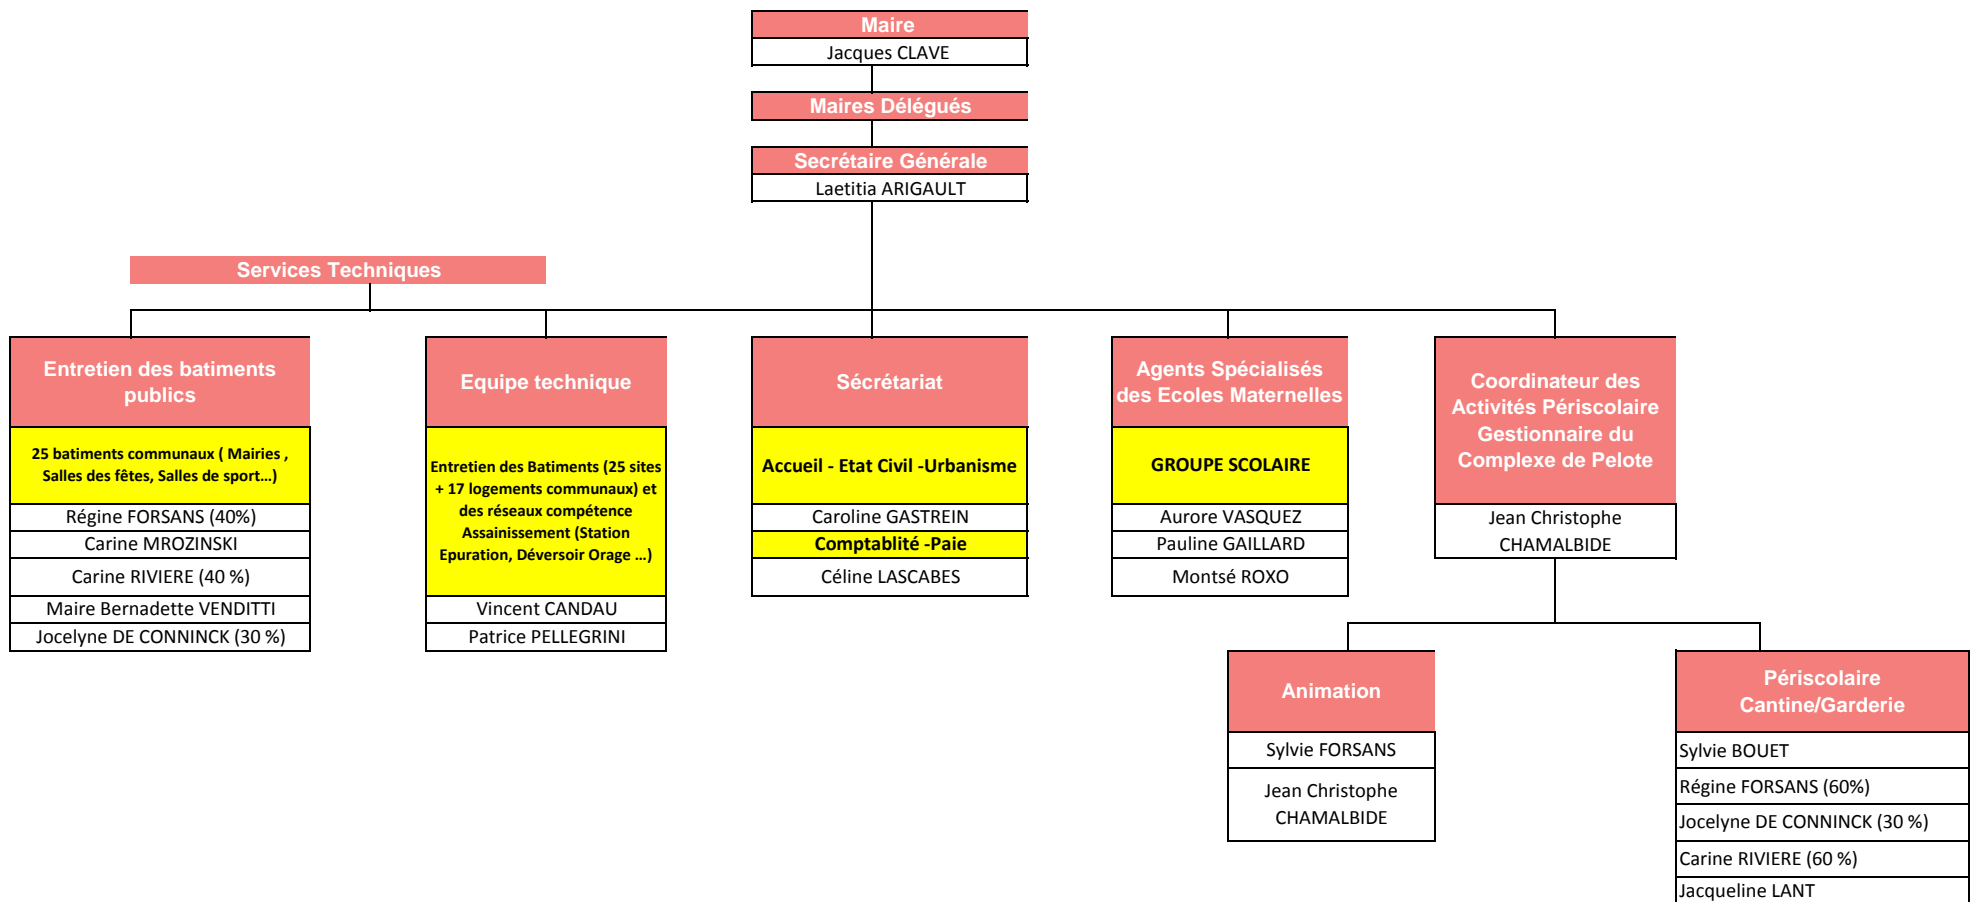 Maire
Jacques CLAVE
Maires Délégués
Secrétaire Générale
Laetitia ARIGAULT
Services Techniques
Entretien des batiments
publics
25 batiments communaux ( Mairies ,
Salles des fêtes, Salles de sport…)
Régine FORSANS (40%)
Carine MROZINSKI
Carine RIVIERE (40 %)
Maire Bernadette VENDITTI
Jocelyne DE CONNINCK (30 %)
Equipe technique
Entretien des Batiments (25 sites
+ 17 logements communaux) et
des réseaux compétence
Assainissement (Station
Epuration, Déversoir Orage …)
Vincent CANDAU
Patrice PELLEGRINI
Sécrétariat
Accueil - Etat Civil -Urbanisme
Caroline GASTREIN
Comptablité -Paie
Céline LASCABES
Agents Spécialisés
des Ecoles Maternelles
GROUPE SCOLAIRE
Aurore VASQUEZ
Pauline GAILLARD
Montsé ROXO
Coordinateur des
Activités Périscolaire
Gestionnaire du
Complexe de Pelote
Jean Christophe
CHAMALBIDE
Animation
Sylvie FORSANS
Jean Christophe
CHAMALBIDE
Périscolaire
Cantine/Garderie
Sylvie BOUET
Régine FORSANS (60%)
Jocelyne DE CONNINCK (30 %)
Carine RIVIERE (60 %)
Jacqueline LANT